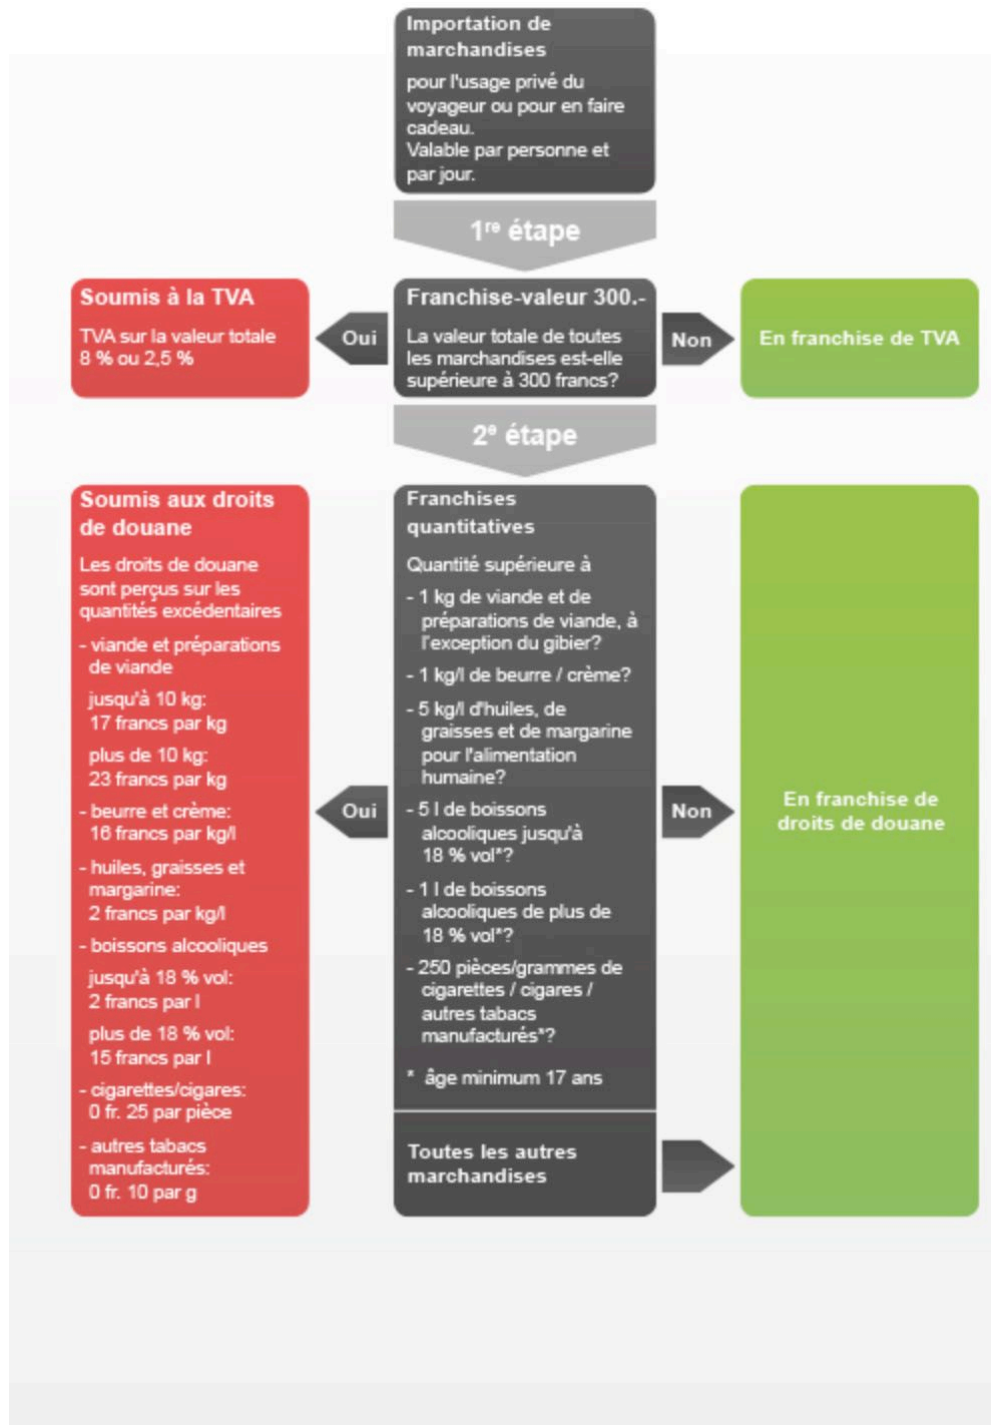 Importation de
marchandises
pour l'usage privé du
voyageur ou pour en faire
cadeau.
Valable par personne et
par jour.
1re étape
Soumis à la TVA
TVA sur la valeur totale
8 % ou 2,5 %
Oui
Franchise-valeur 300.-
La valeur totale de toutes
les marchandises est-elle
supérieure à 300 francs?
Non
En franchise de TVA
2e étape
Soumis aux droits
de douane
Les droits de douane
sont perçus sur les
quantités excédentaires
- viande et préparations
de viande
jusqu'à 10 kg:
17 francs par kg
plus de 10 kg:
23 francs par kg
- beurre et crème:
16 francs par kg/l
- huiles, graisses et
margarine:
2 francs par kg/l
- boissons alcooliques
jusqu'à 18 % vol:
2 francs par l
plus de 18 % vol:
15 francs par l
- cigarettes/cigares:
0 fr. 25 par pièce
- autres tabacs
manufacturés:
0 fr. 10 par g
Oui
Franchises
quantitatives
Quantité supérieure à
- 1 kg de viande et de
préparations de viande, à
l'exception du gibier?
- 1 kg/l de beurre / crème?
- 5 kg/l d'huiles, de
graisses et de margarine
pour l'alimentation
humaine?
- 5 l de boissons
alcooliques jusqu'à
18 % vol*?
- 1 l de boissons
alcooliques de plus de
18 % vol*?
- 250 pièces/grammes de
cigarettes / cigares /
autres tabacs
manufacturés*?
* âge minimum 17 ans
Toutes les autres
marchandises
Non
En franchise de
droits de douane